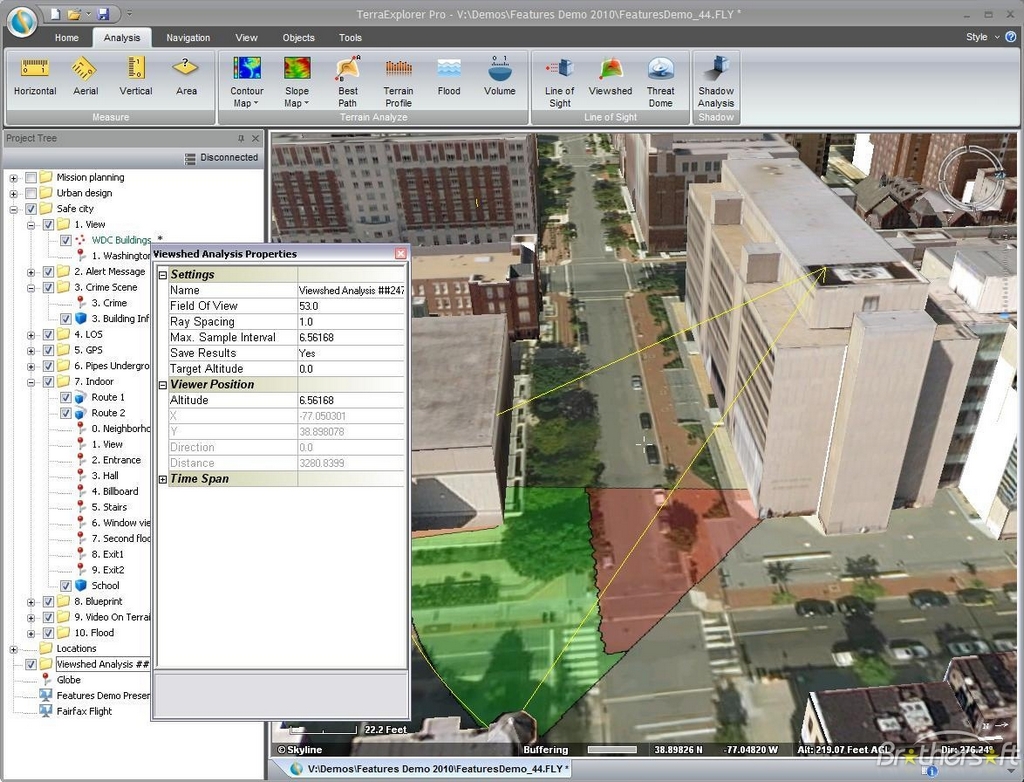 TerraExplorer Pro - V:\Demos\Features Demo 2010\FeaturesDemo_44.FLY *
Home Analysis Navigation View Objects Tools Style
Horizontal Aerial Vertical Area
Measure
Contour Map Slope Map Best Path Terrain Profile Flood Volume
Terrain Analyze
Line of Sight Viewshed Threat Dome
Line of Sight
Shadow Analysis
Shadow
Project Tree
Disconnected
Mission planning
Urban design
Safe city
1. View
WDC Buildings *
1. Washington
2. Alert Message
3. Crime Scene
3. Crime
3. Building Inf
4. LOS
5. GPS
6. Pipes Undergro
7. Indoor
Route 1
Route 2
0. Neighborho
1. View
2. Entrance
3. Hall
4. Billboard
5. Stairs
6. Window vie
7. Second floo
8. Exit1
9. Exit2
School
8. Blueprint
9. Video On Terrai
10. Flood
Locations
Viewshed Analysis ##
Globe
Features Demo Presen
Fairfax Flight
Viewshed Analysis Properties
Settings
Name Viewshed Analysis ##247
Field Of View 53.0
Ray Spacing 1.0
Max. Sample Interval 6.56168
Save Results Yes
Target Altitude 0.0
Viewer Position
Altitude 6.56168
X -77.050301
Y 38.898078
Direction 0.0
Distance 3280.8399
Time Span
22.2 Feet
© Skyline Buffering 38.89826 N -77.04820 W Alt: 219.07 Feet AGL Dir: 276.24°
Brothersoft
V:\Demos\Features Demo 2010\FeaturesDemo_44.FLY *